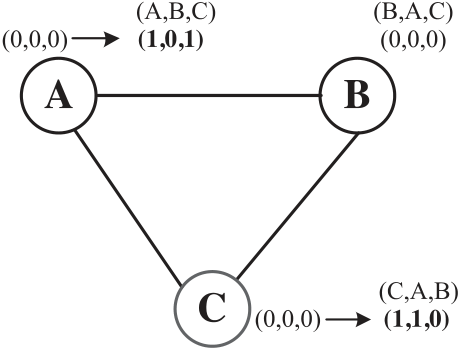 (A,B,C)
(B,A,C)
(0,0,0) (1,0,1)
(0,0,0)
A
B
C
(C,A,B)
(0,0,0) (1,1,0)